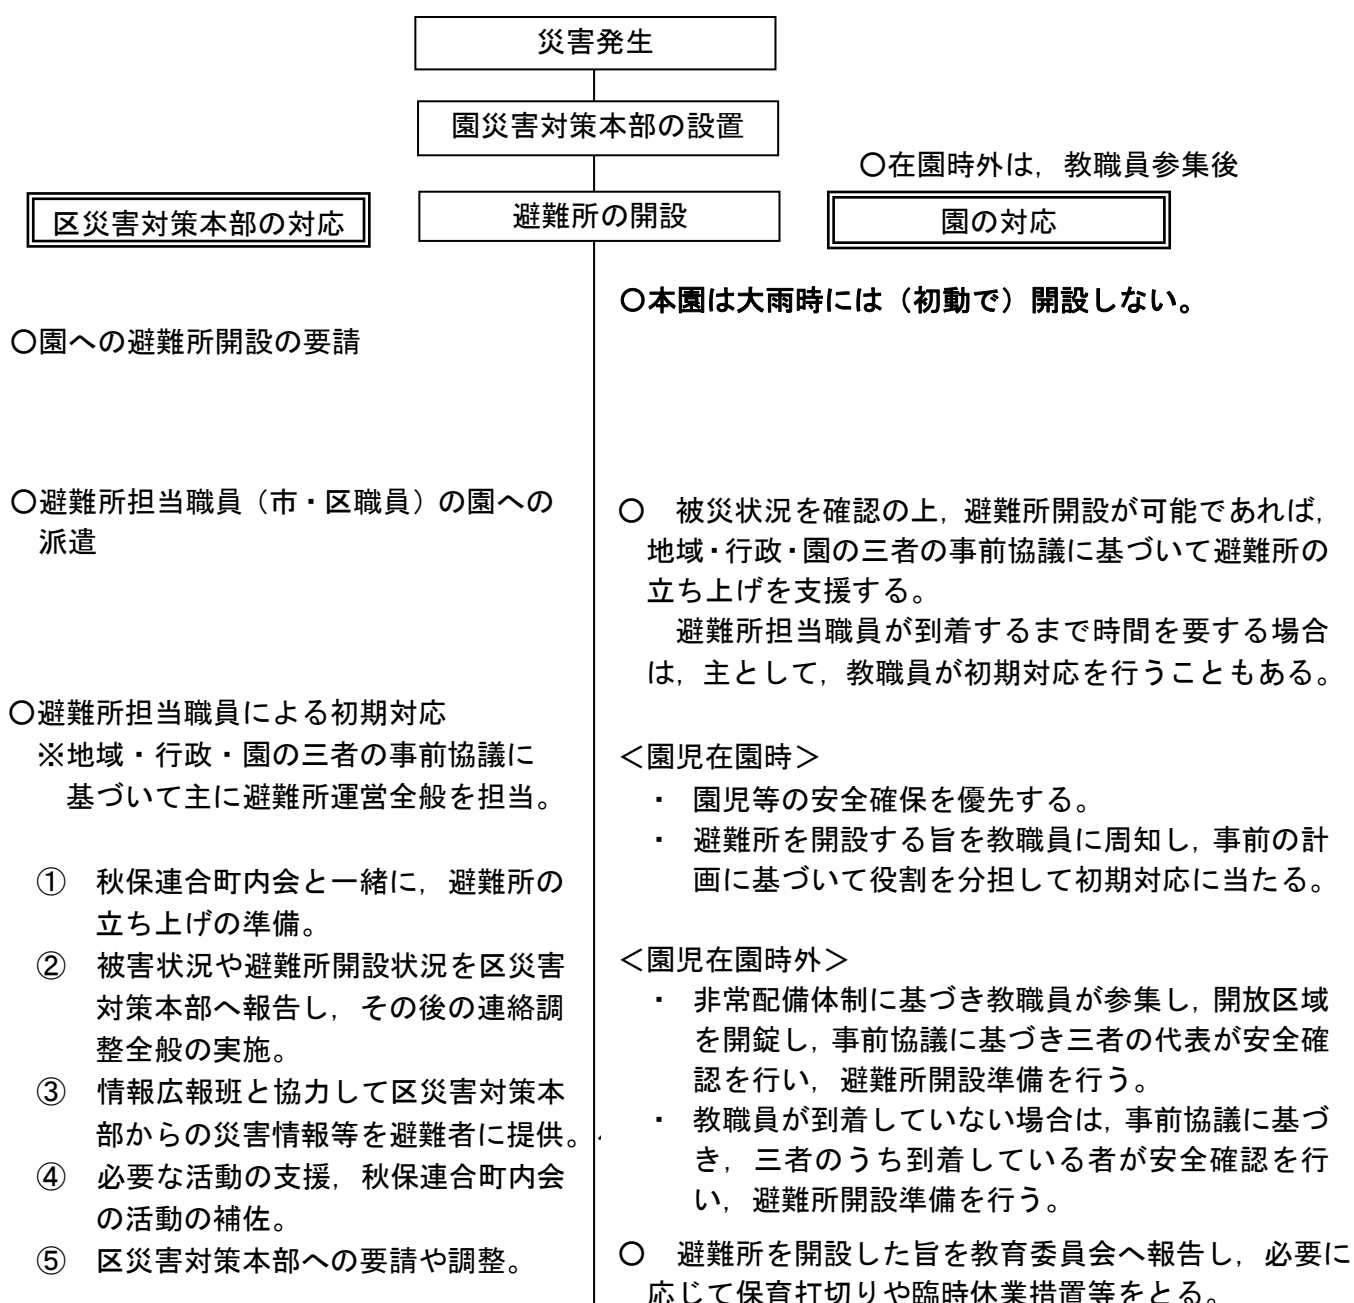 災害発生
園災害対策本部の設置
〇在園時外は，教職員参集後
区災害対策本部の対応
避難所の開設
園の対応
〇園への避難所開設の要請
〇避難所担当職員（市・区職員）の園への
派遣
〇避難所担当職員による初期対応
※地域・行政・園の三者の事前協議に
基づいて主に避難所運営全般を担当。
① 秋保連合町内会と一緒に，避難所の
立ち上げの準備。
② 被害状況や避難所開設状況を区災害
対策本部へ報告し，その後の連絡調
整全般の実施。
③ 情報広報班と協力して区災害対策本
部からの災害情報等を避難者に提供。
④ 必要な活動の支援，秋保連合町内会
の活動の補佐。
⑤ 区災害対策本部への要請や調整。
〇本園は大雨時には（初動で）開設しない。
〇 被災状況を確認の上，避難所開設が可能であれば，
地域・行政・園の三者の事前協議に基づいて避難所の
立ち上げを支援する。
避難所担当職員が到着するまで時間を要する場合
は，主として，教職員が初期対応を行うこともある。
＜園児在園時＞
・ 園児等の安全確保を優先する。
・ 避難所を開設する旨を教職員に周知し，事前の計
画に基づいて役割を分担して初期対応に当たる。
＜園児在園時外＞
・ 非常配備体制に基づき教職員が参集し，開放区域
を開錠し，事前協議に基づき三者の代表が安全確
認を行い，避難所開設準備を行う。
・ 教職員が到着していない場合は，事前協議に基づ
き，三者のうち到着している者が安全確認を行
い，避難所開設準備を行う。
〇 避難所を開設した旨を教育委員会へ報告し，必要に
応じて保育打切りや臨時休業措置等をとる。